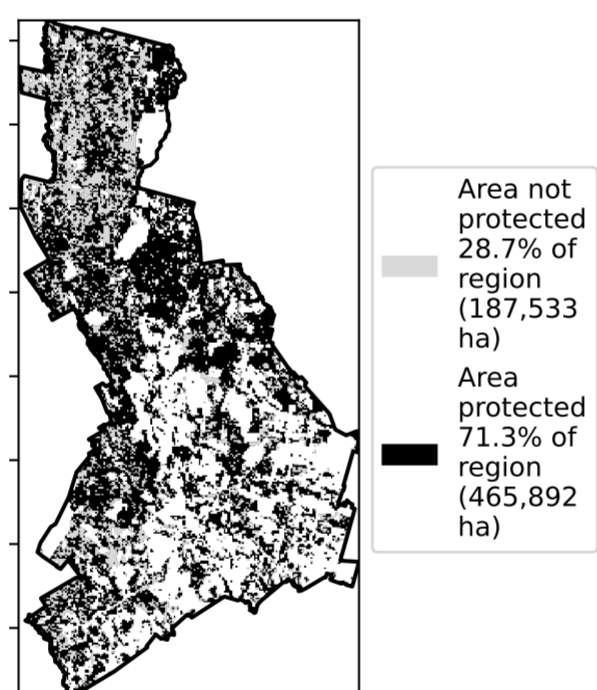 Area not
protected
28.7% of
region
(187,533
ha)
Area
protected
71.3% of
region
(465,892
ha)